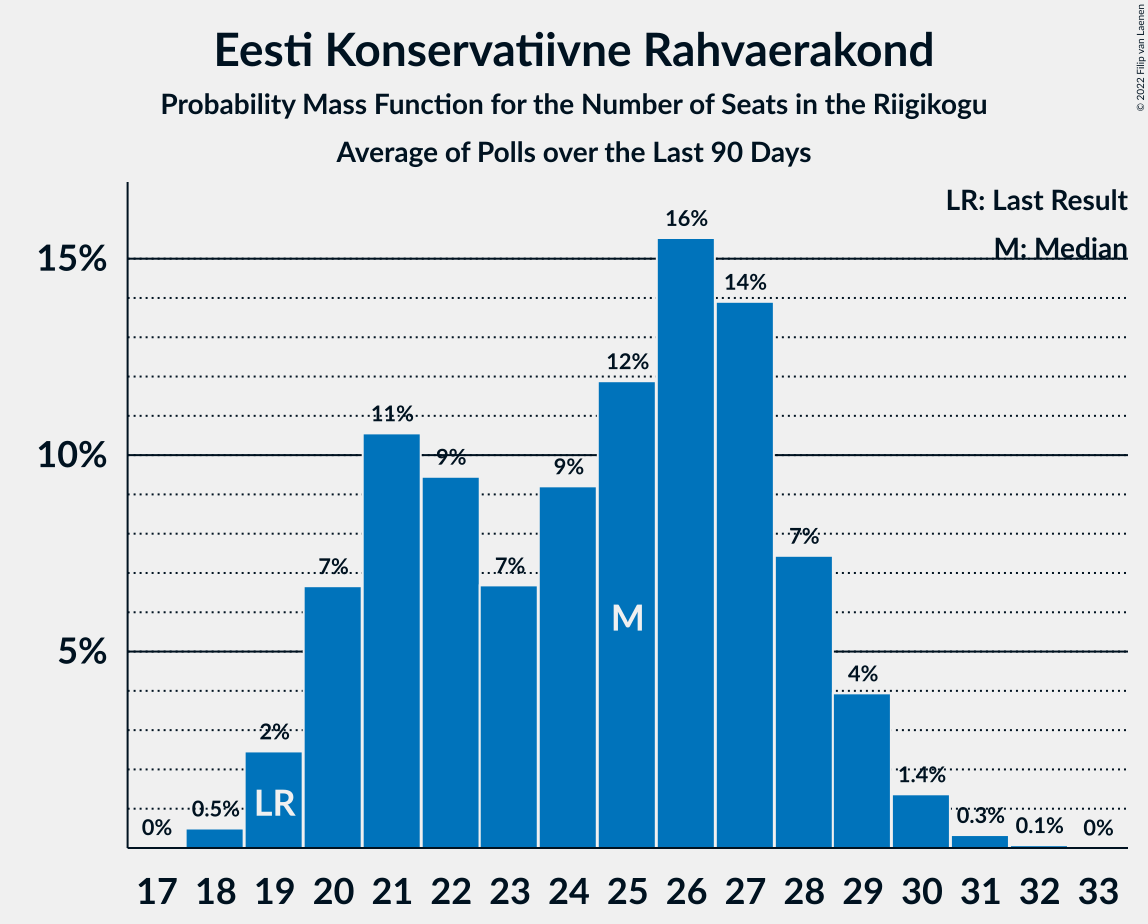 Eesti Konservatiivne Rahvaerakond
Probability Mass Function for the Number of Seats in the Riigikogu
Average of Polls over the Last 90 Days
© 2022 Filip van Laenen
LR: Last Result
M: Median
15%
10%
5%
0%
0.5%
2%
7%
11%
9%
7%
9%
12%
16%
14%
7%
4%
1.4%
0.3%
0.1%
0%
LR
M
17 18 19 20 21 22 23 24 25 26 27 28 29 30 31 32 33